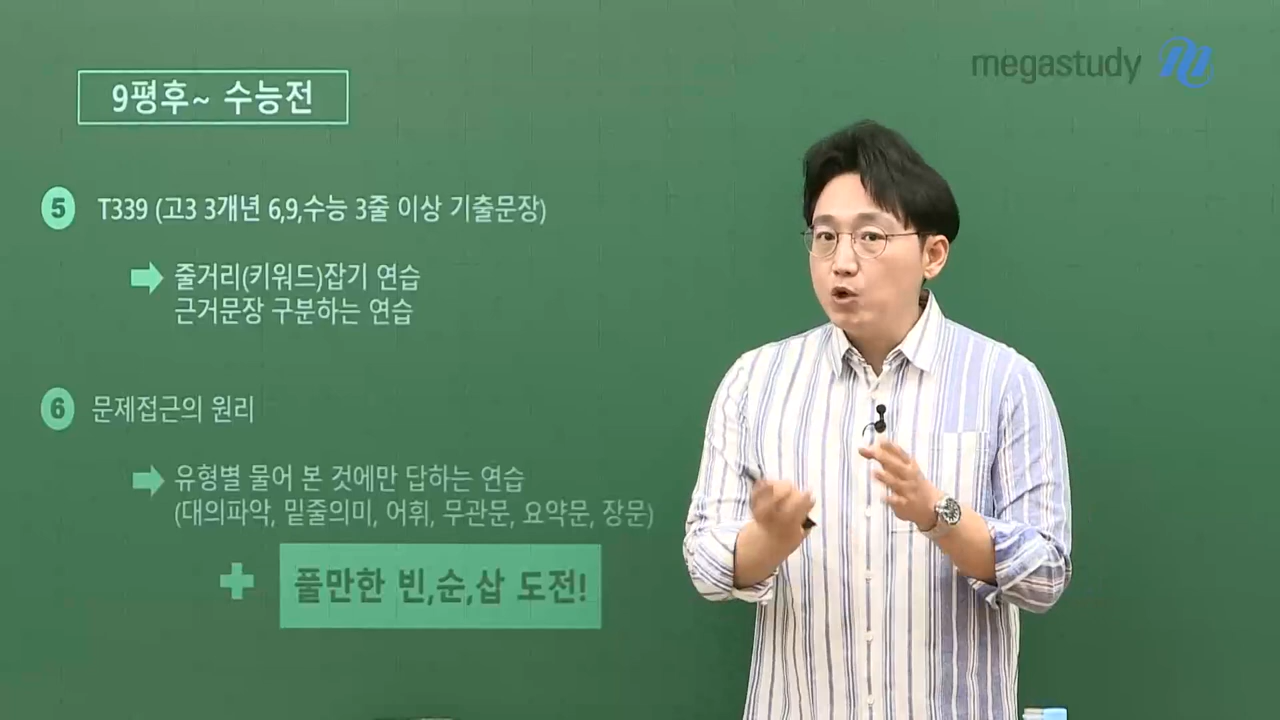 megastudy
9평후~ 수능전
5 T339 (고3 3개년 6,9,수능 3줄 이상 기출문장)
줄거리(키워드)잡기 연습
근거문장 구분하는 연습
6 문제접근의 원리
유형별 물어 본 것에만 답하는 연습
(대의파악, 밑줄의미, 어휘, 무관문, 요약문, 장문)
풀만한 빈,순,삽 도전!